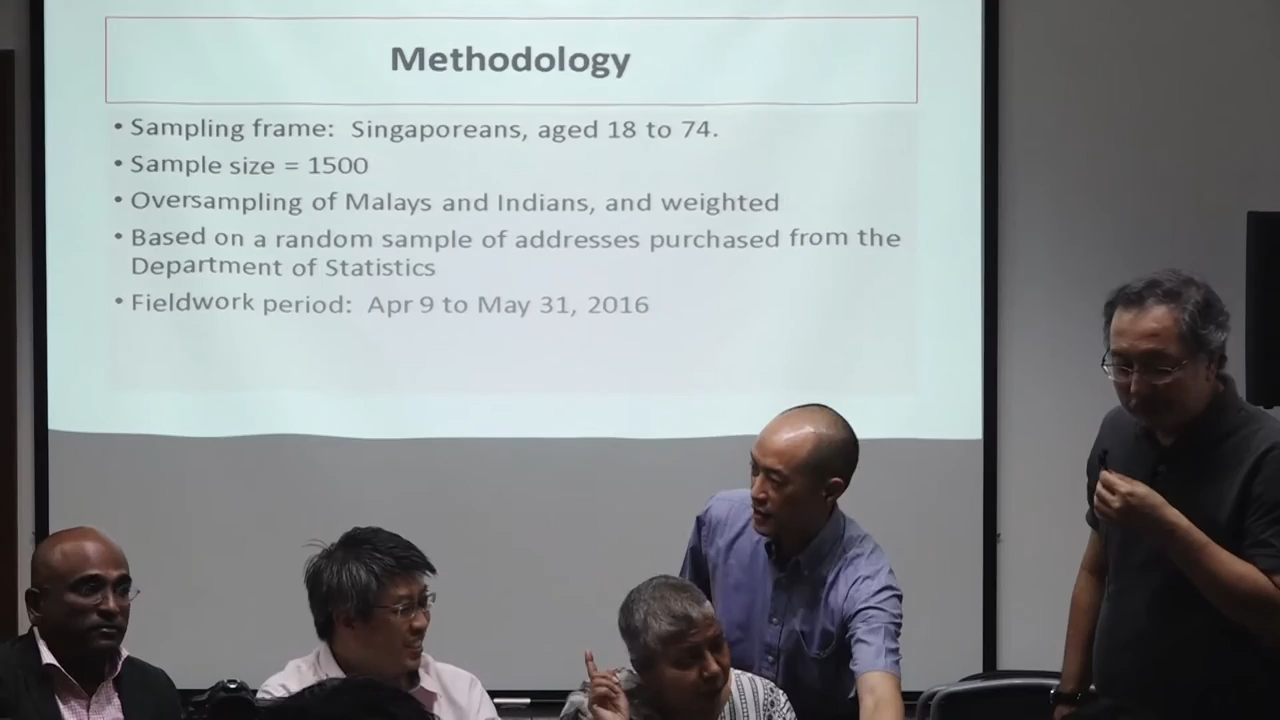 Methodology
• Sampling frame: Singaporeans, aged 18 to 74.
• Sample size = 1500
• Oversampling of Malays and Indians, and weighted
• Based on a random sample of addresses purchased from the
Department of Statistics
• Fieldwork period: Apr 9 to May 31, 2016